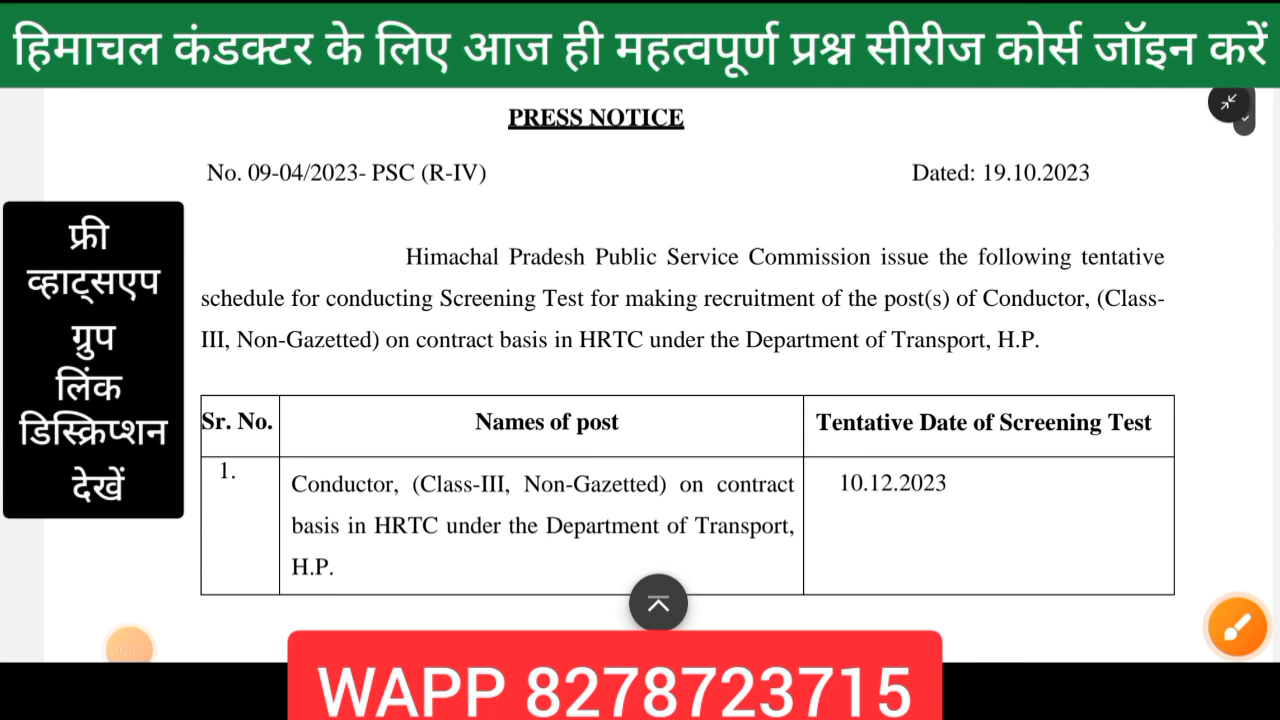 हिमाचल कंडक्टर के लिए आज ही महत्वपूर्ण प्रश्न सीरीज कोर्स जॉइन करें
PRESS NOTICE
No. 09-04/2023- PSC (R-IV) Dated: 19.10.2023
फ्री
व्हाट्सएप
ग्रुप
लिंक
डिस्क्रिप्शन
देखें
Himachal Pradesh Public Service Commission issue the following tentative
schedule for conducting Screening Test for making recruitment of the post(s) of Conductor, (Class-
III, Non-Gazetted) on contract basis in HRTC under the Department of Transport, H.P.
Sr. No. Names of post Tentative Date of Screening Test
1. Conductor, (Class-III, Non-Gazetted) on contract 10.12.2023
basis in HRTC under the Department of Transport,
H.P.
WAPP 8278723715